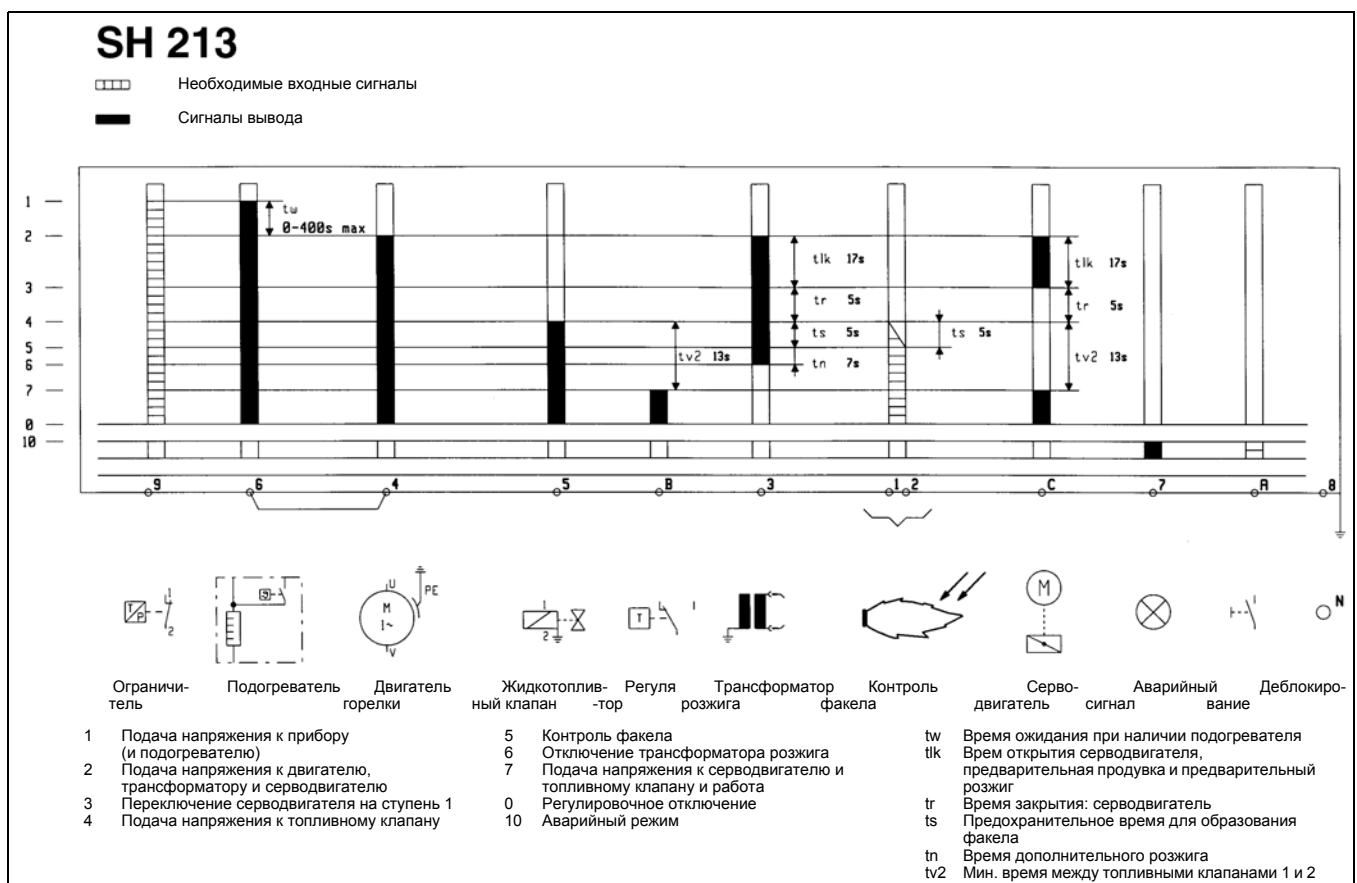 SH 213
Необходимые входные сигналы
Сигналы вывода
1
2
3
4
5
6
7
0
10
tw
0-400s max
tlk 17s
tr 5s
ts 5s
tn 7s
tv2 13s
ts 5s
tlk 17s
tr 5s
tv2 13s
9 6 4 5 B 3 1 2 C 7 A 8
T/P 1 2
U PE
M
1~
V
1
2
T 1
M
N
Ограничи- Подогреватель Двигатель Жидкотоплив- Регуля Трансформатор Контроль Серво- Аварийный Деблокиро-
тель горелки ный клапан -тор розжига факела двигатель сигнал вание
1 Подача напряжения к прибору
(и подогревателю)
2 Подача напряжения к двигателю,
трансформатору и серводвигателю
3 Переключение серводвигателя на ступень 1
4 Подача напряжения к топливному клапану
5 Контроль факела
6 Отключение трансформатора розжига
7 Подача напряжения к серводвигателю и
топливному клапану и работа
0 Регулировочное отключение
10 Аварийный режим
tw Время ожидания при наличии подогревателя
tlk Врем открытия серводвигателя,
предварительная продувка и предварительный
розжиг
tr Время закрытия: серводвигатель
ts Предохранительное время для образования
факела
tn Время дополнительного розжига
tv2 Мин. время между топливными клапанами 1 и 2